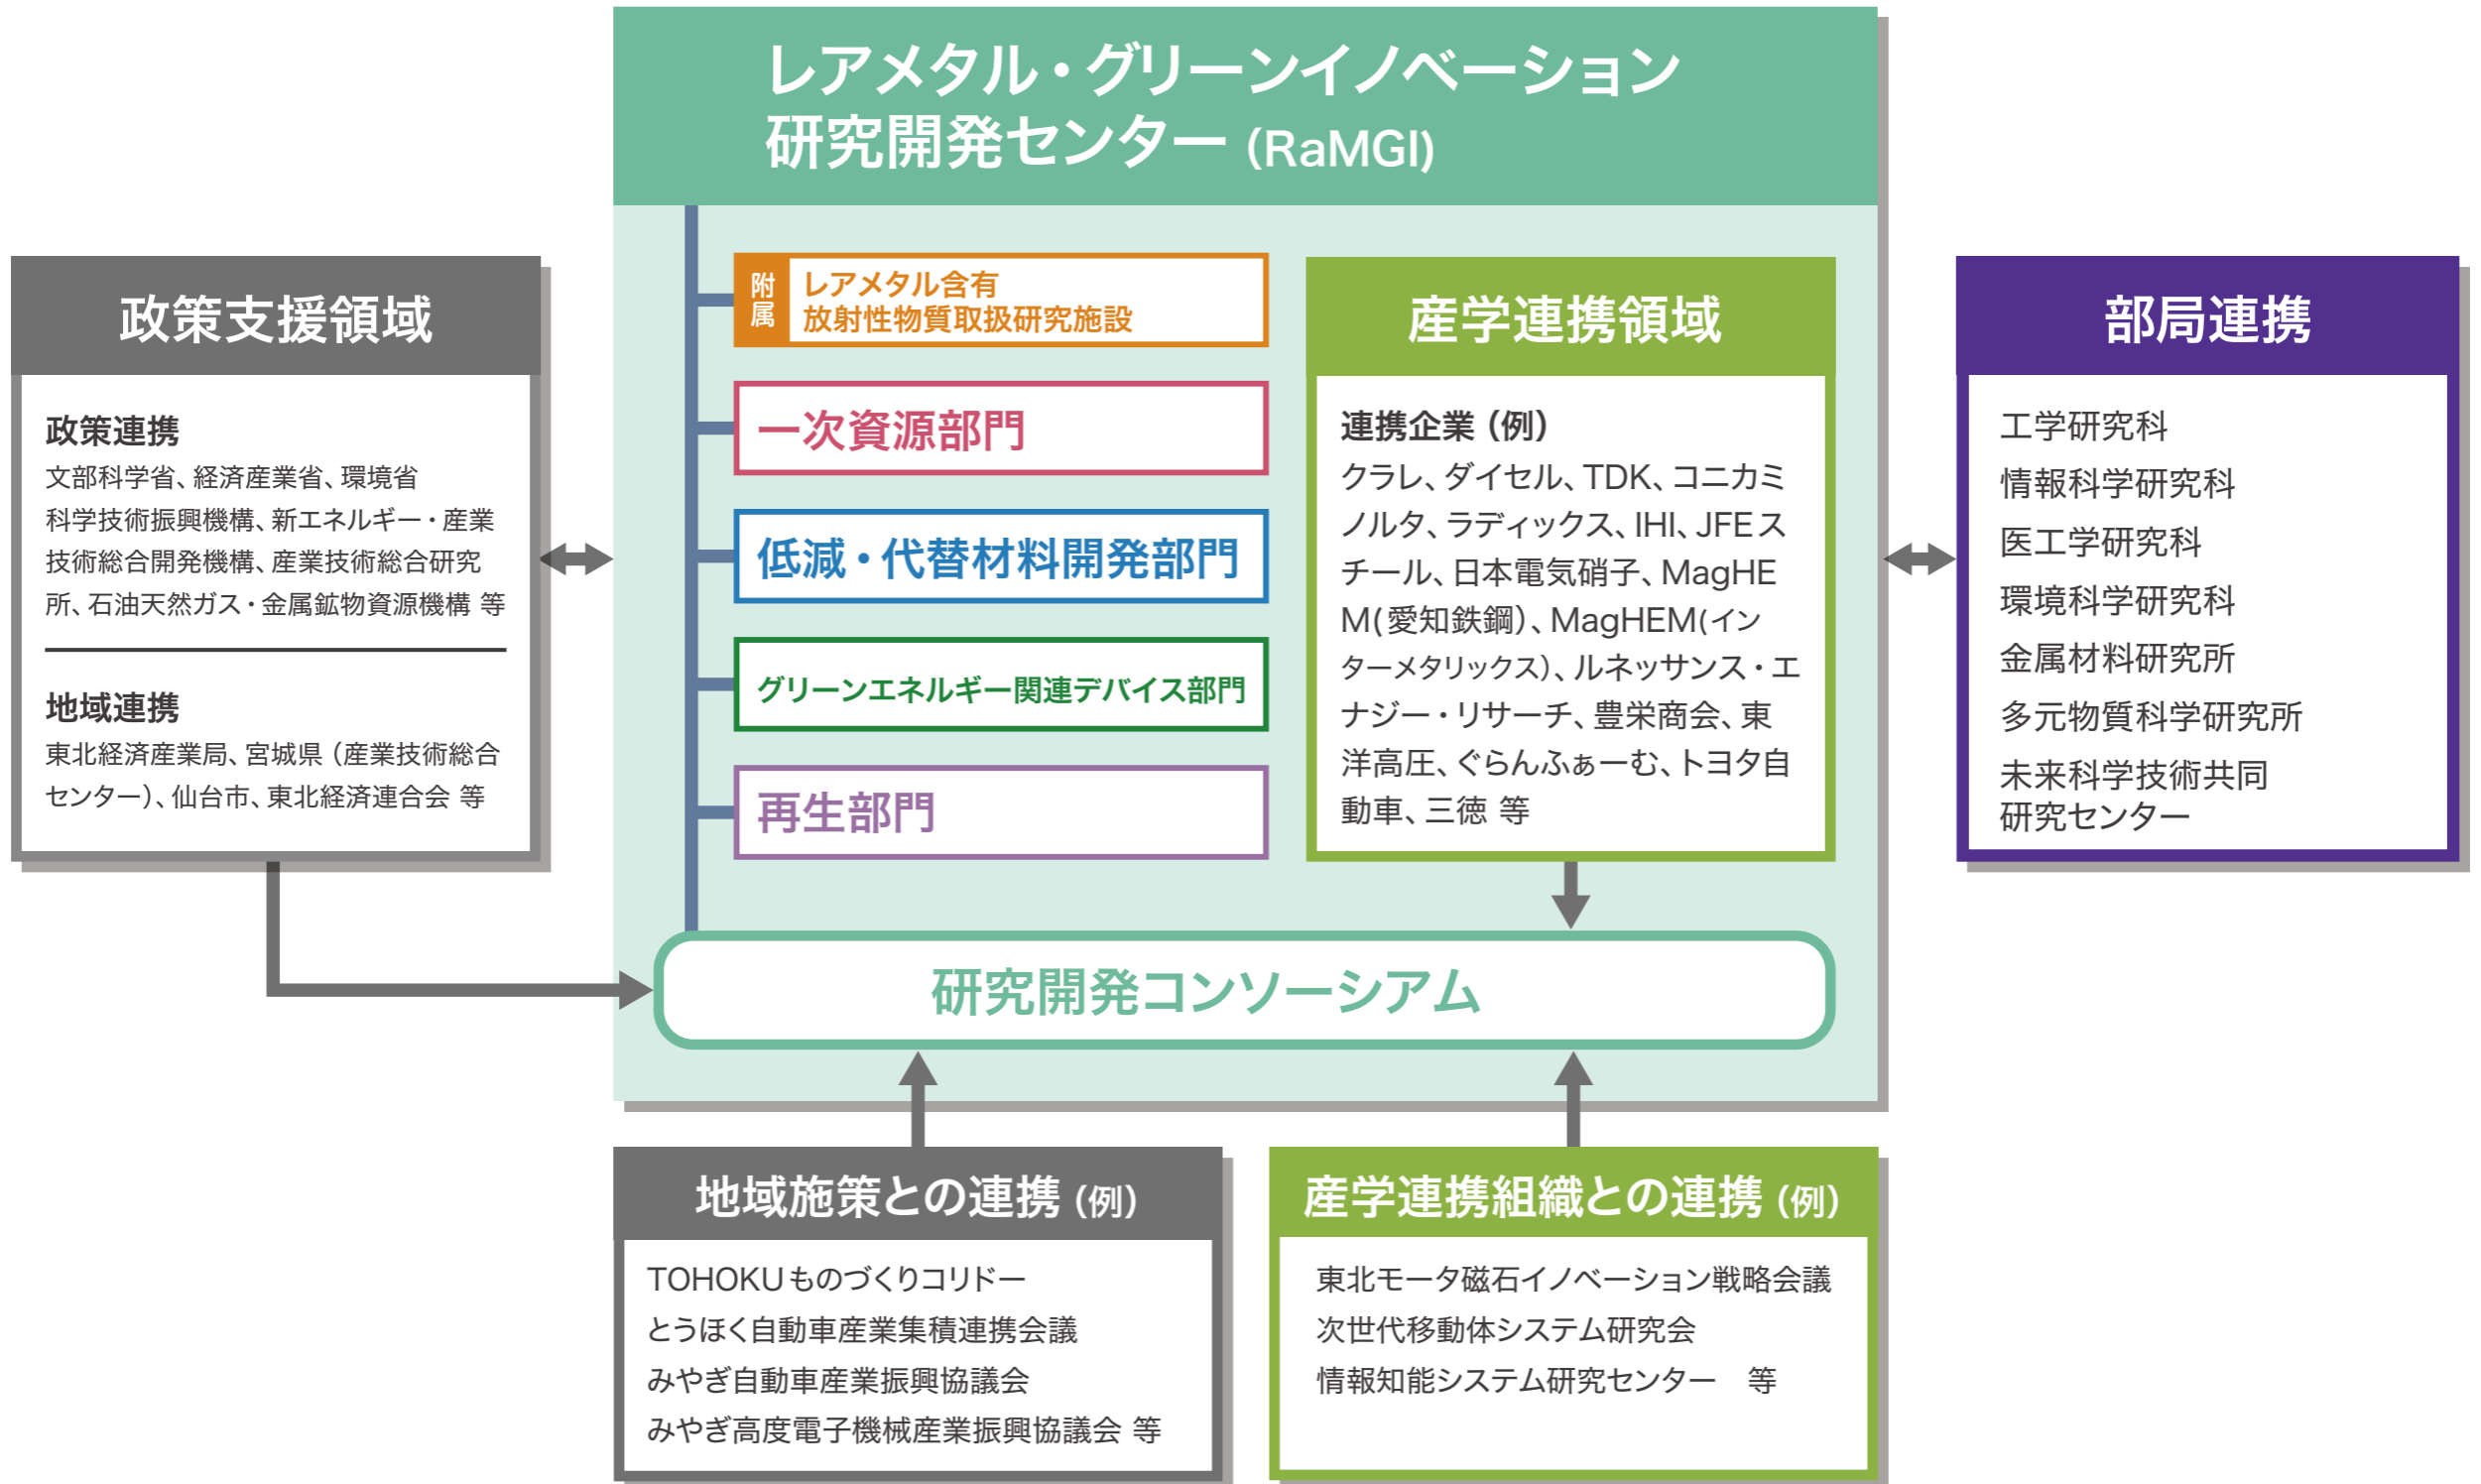 レアメタル・グリーンイノベーション
研究開発センター (RaMGI)
政策支援領域
政策連携
文部科学省、経済産業省、環境省
科学技術振興機構、新エネルギー・産業
技術総合開発機構、産業技術総合研究
所、石油天然ガス・金属鉱物資源機構 等
地域連携
東北経済産業局、宮城県（産業技術総合
センター）、仙台市、東北経済連合会 等
附属
レアメタル含有
放射性物質取扱研究施設
一次資源部門
低減・代替材料開発部門
グリーンエネルギー関連デバイス部門
再生部門
産学連携領域
連携企業（例）
クラレ、ダイセル、TDK、コニカミ
ノルタ、ラディックス、IHI、JFEス
チール、日本電気硝子、MagHE
M(愛知鉄鋼）、MagHEM(イン
ターメタリックス）、ルネッサンス・エ
ナジー・リサーチ、豊栄商会、東
洋高圧、ぐらんふぁーむ、トヨタ自
動車、三徳 等
部局連携
工学研究科
情報科学研究科
医工学研究科
環境科学研究科
金属材料研究所
多元物質科学研究所
未来科学技術共同
研究センター
研究開発コンソーシアム
地域施策との連携（例）
TOHOKUものづくりコリドー
とうほく自動車産業集積連携会議
みやぎ自動車産業振興協議会
みやぎ高度電子機械産業振興協議会 等
産学連携組織との連携（例）
東北モータ磁石イノベーション戦略会議
次世代移動体システム研究会
情報知能システム研究センター　等